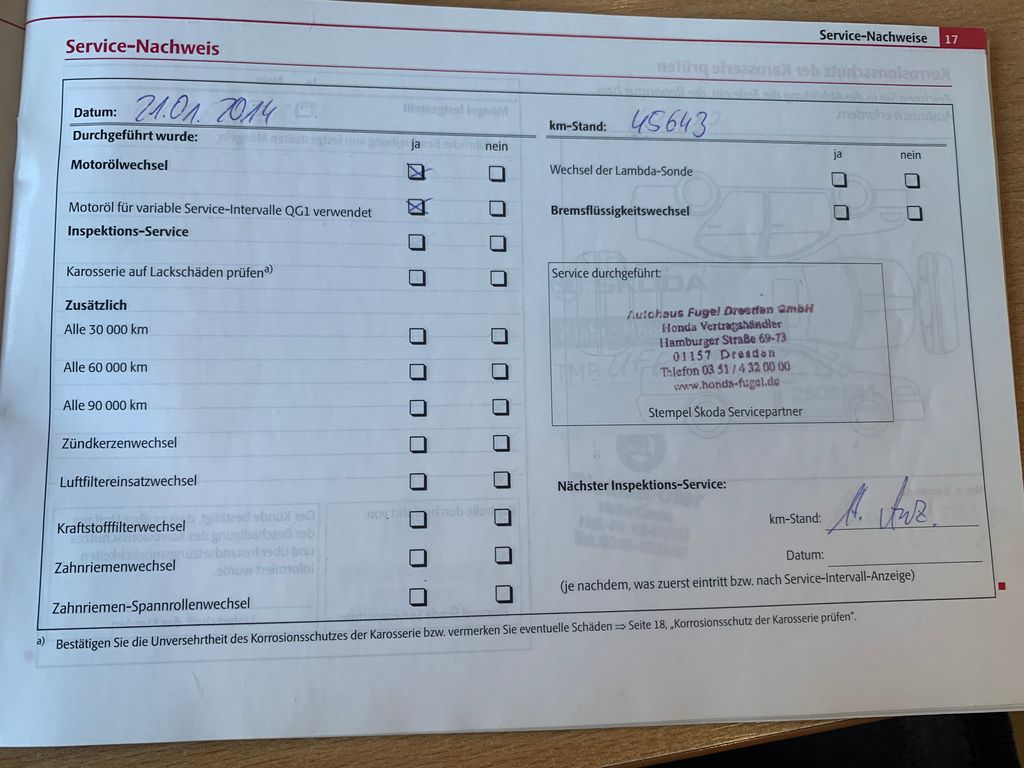 Service-Nachweise 17
Service-Nachweis
Datum: 21.01.2014
Durchgeführt wurde:
ja nein
Motorölwechsel
Motoröl für variable Service-Intervalle QG1 verwendet
Inspektions-Service
Karosserie auf Lackschäden prüfen a)
Zusätzlich
Alle 30 000 km
Alle 60 000 km
Alle 90 000 km
Zündkerzenwechsel
Luftfiltereinsatzwechsel
Kraftstofffilterwechsel
Zahnriemenwechsel
Zahnriemen-Spannrollenwechsel
km-Stand: 45643
ja nein
Wechsel der Lambda-Sonde
Bremsflüssigkeitswechsel
Service durchgeführt:
Autohaus Fugel Dresden GmbH
Honda Vertragshändler
Hamburger Straße 69-73
01157 Dresden
Telefon 03 51 / 4 32 00 00
www.honda-fugel.de
Stempel Škoda Servicepartner
Nächster Inspektions-Service:
km-Stand:
Datum:
(je nachdem, was zuerst eintritt bzw. nach Service-Intervall-Anzeige)
a) Bestätigen Sie die Unversehrtheit des Korrosionsschutzes der Karosserie bzw. vermerken Sie eventuelle Schäden ⇒ Seite 18, „Korrosionsschutz der Karosserie prüfen“.